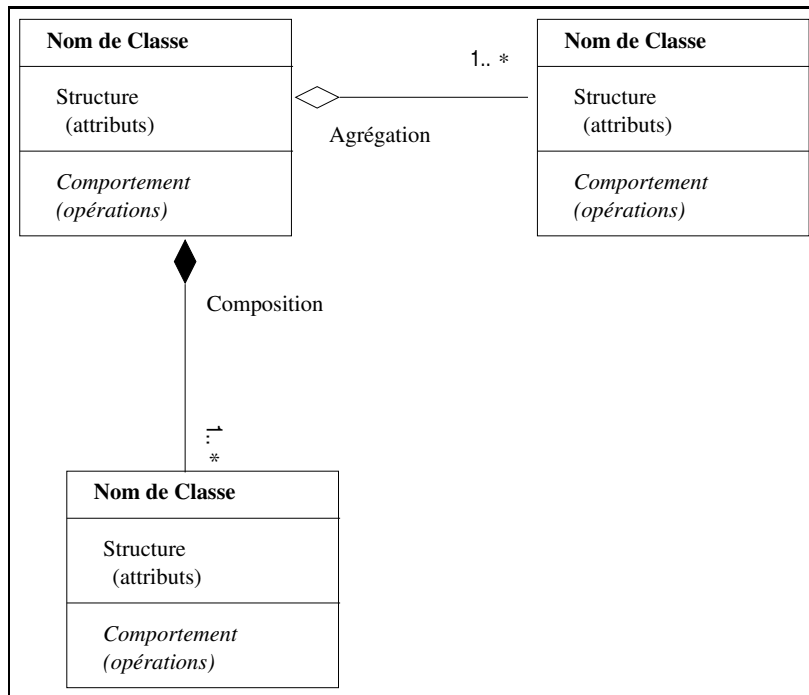 Nom de Classe
Structure
(attributs)
Comportement
(opérations)
1.. *
Agrégation
Nom de Classe
Structure
(attributs)
Comportement
(opérations)
Composition
1.. *
Nom de Classe
Structure
(attributs)
Comportement
(opérations)